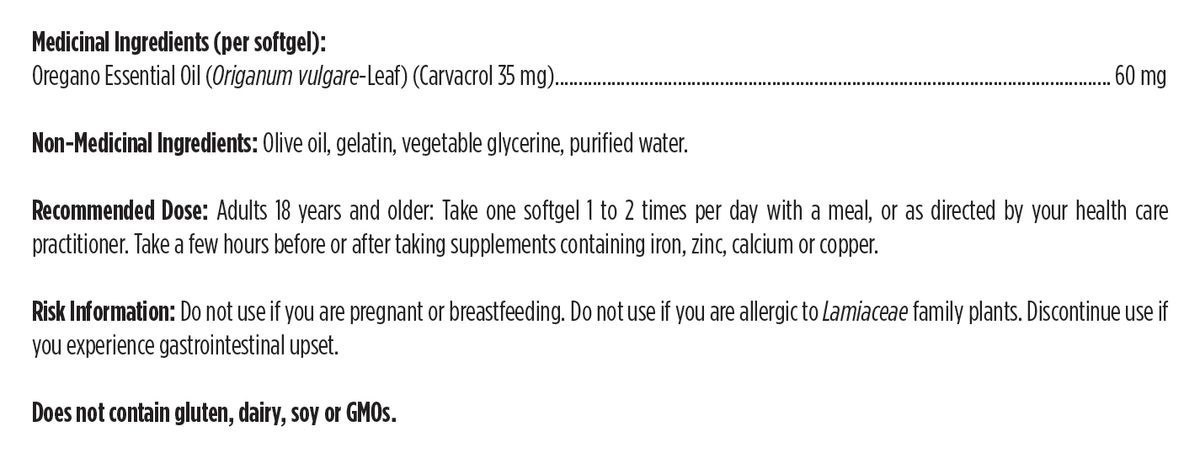 Medicinal Ingredients (per softgel):
Oregano Essential Oil (Origanum vulgare-Leaf) (Carvacrol 35 mg)........................................................................................................................ 60 mg
Non-Medicinal Ingredients: Olive oil, gelatin, vegetable glycerine, purified water.
Recommended Dose: Adults 18 years and older: Take one softgel 1 to 2 times per day with a meal, or as directed by your health care
practitioner. Take a few hours before or after taking supplements containing iron, zinc, calcium or copper.
Risk Information: Do not use if you are pregnant or breastfeeding. Do not use if you are allergic to Lamiaceae family plants. Discontinue use if
you experience gastrointestinal upset.
Does not contain gluten, dairy, soy or GMOs.